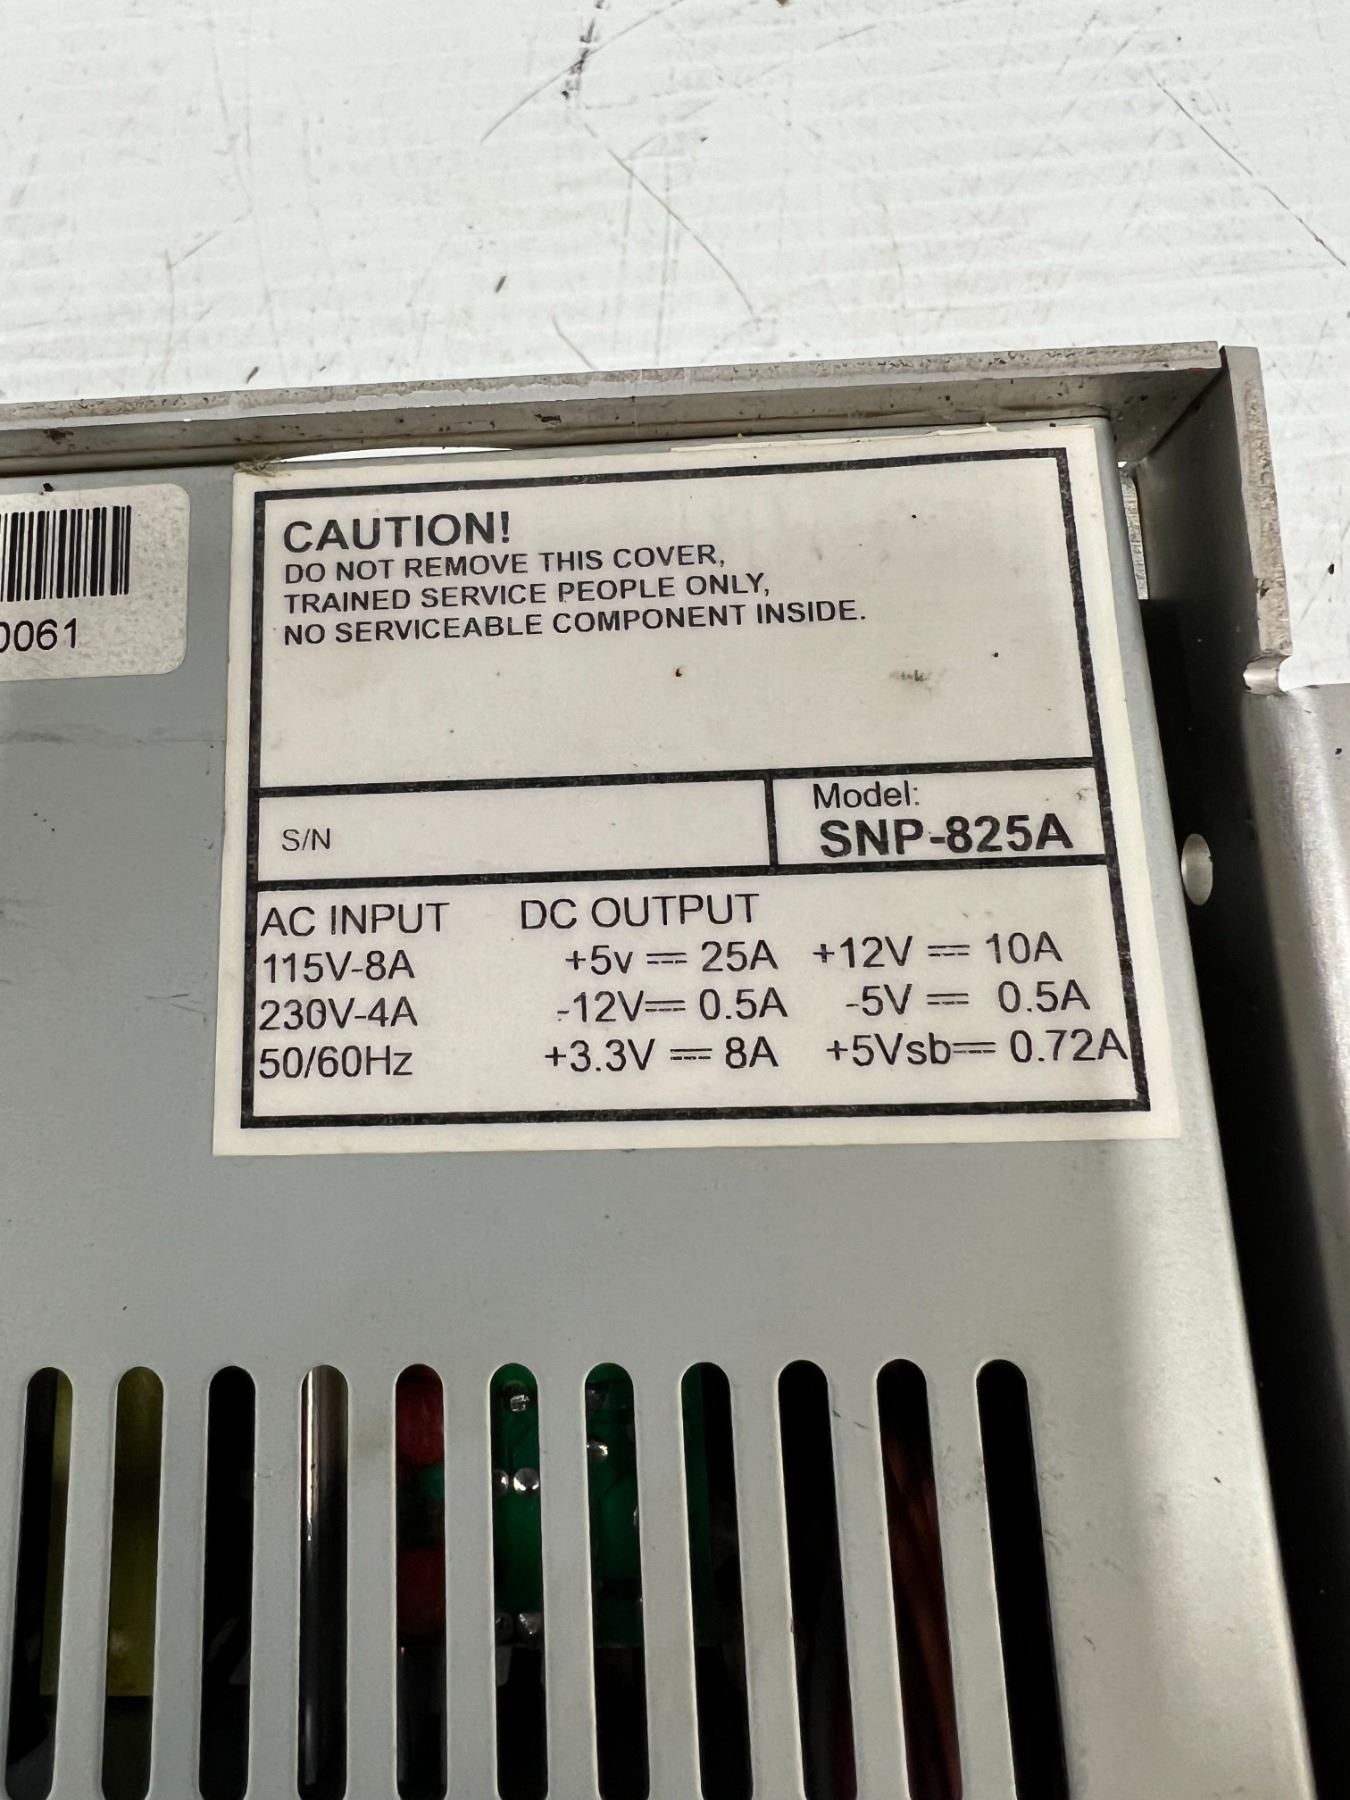 0061
CAUTION!
DO NOT REMOVE THIS COVER,
TRAINED SERVICE PEOPLE ONLY,
NO SERVICEABLE COMPONENT INSIDE.
S/N
Model:
SNP-825A
AC INPUT DC OUTPUT
115V-8A +5v ⎓ 25A +12V ⎓ 10A
230V-4A -12V ⎓ 0.5A -5V ⎓ 0.5A
50/60Hz +3.3V ⎓ 8A +5Vsb ⎓ 0.72A